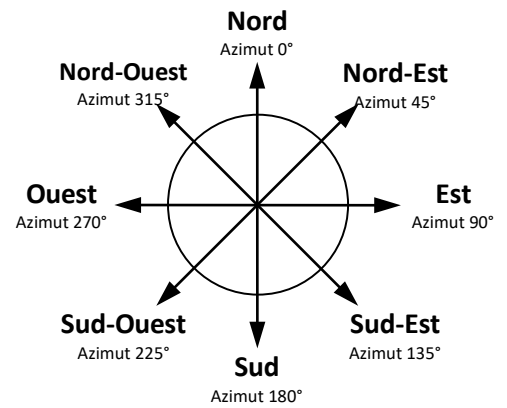 Nord
Azimut 0°
Nord-Ouest
Azimut 315°
Nord-Est
Azimut 45°
Ouest
Azimut 270°
Est
Azimut 90°
Sud-Ouest
Azimut 225°
Sud-Est
Azimut 135°
Sud
Azimut 180°